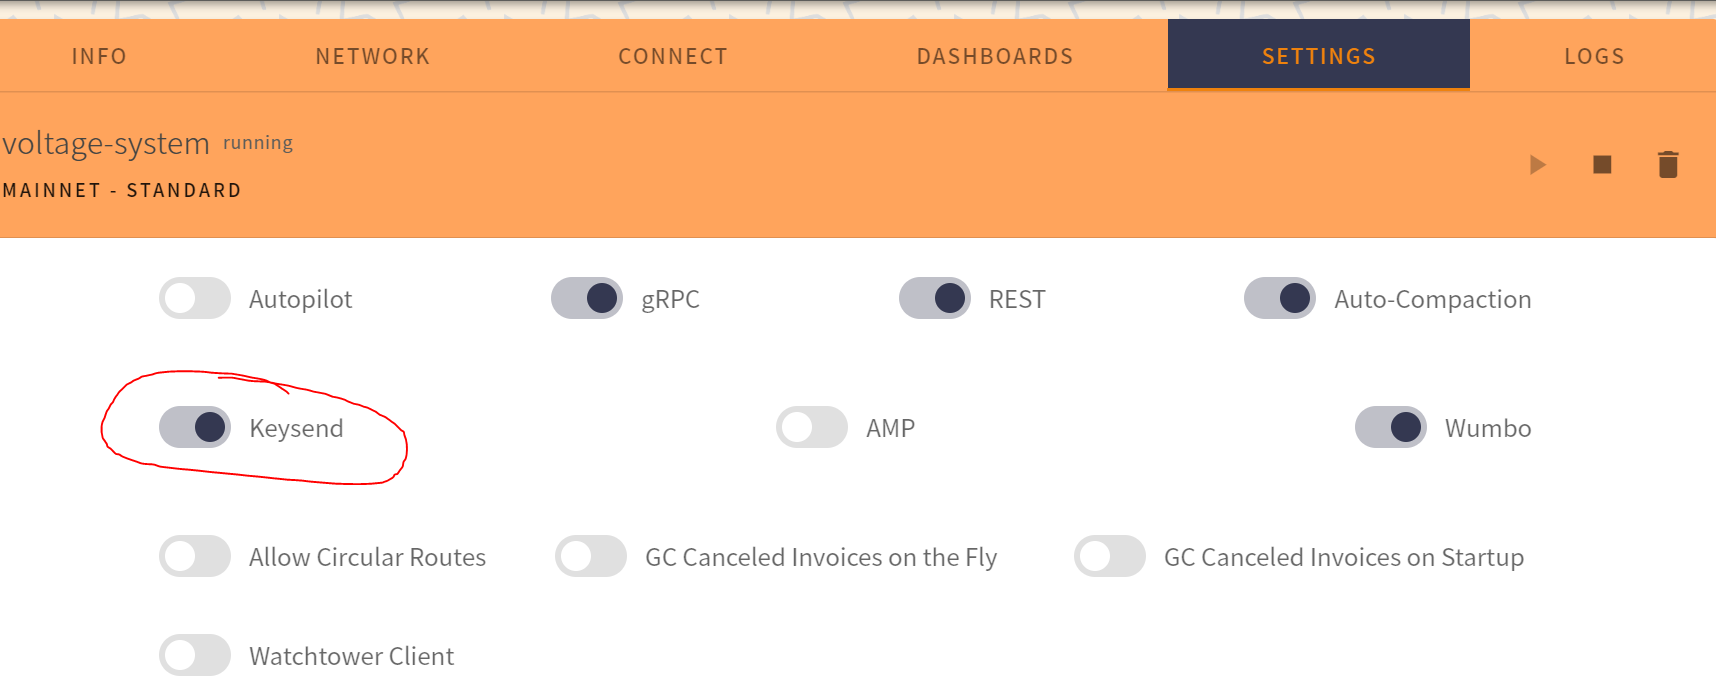 INFO NETWORK CONNECT DASHBOARDS SETTINGS LOGS
voltage-system running
MAINNET - STANDARD
Autopilot gRPC REST Auto-Compaction
Keysend AMP Wumbo
Allow Circular Routes GC Canceled Invoices on the Fly GC Canceled Invoices on Startup
Watchtower Client